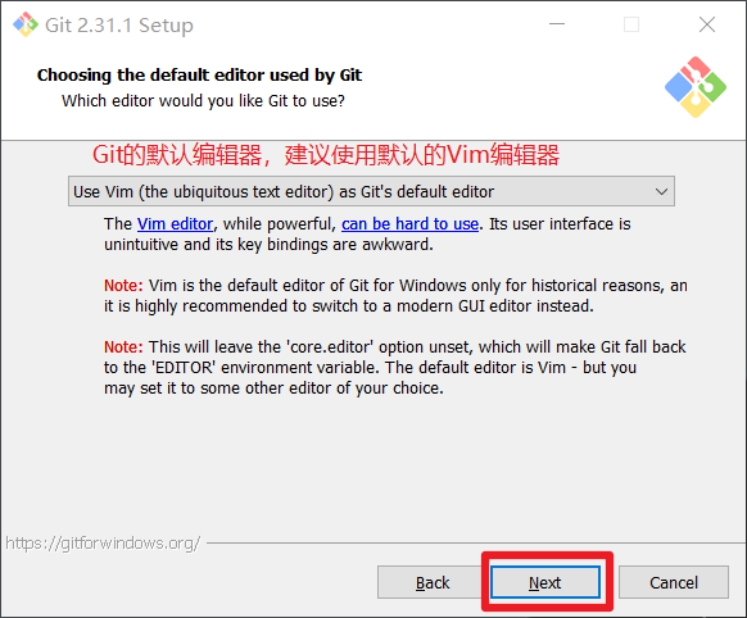 Git 2.31.1 Setup
Choosing the default editor used by Git
Which editor would you like Git to use?
Git的默认编辑器，建议使用默认的Vim编辑器
Use Vim (the ubiquitous text editor) as Git's default editor
The Vim editor, while powerful, can be hard to use. Its user interface is
unintuitive and its key bindings are awkward.
Note: Vim is the default editor of Git for Windows only for historical reasons, an
it is highly recommended to switch to a modern GUI editor instead.
Note: This will leave the 'core.editor' option unset, which will make Git fall back
to the 'EDITOR' environment variable. The default editor is Vim - but you
may set it to some other editor of your choice.
https://gitforwindows.org/
Back Next Cancel